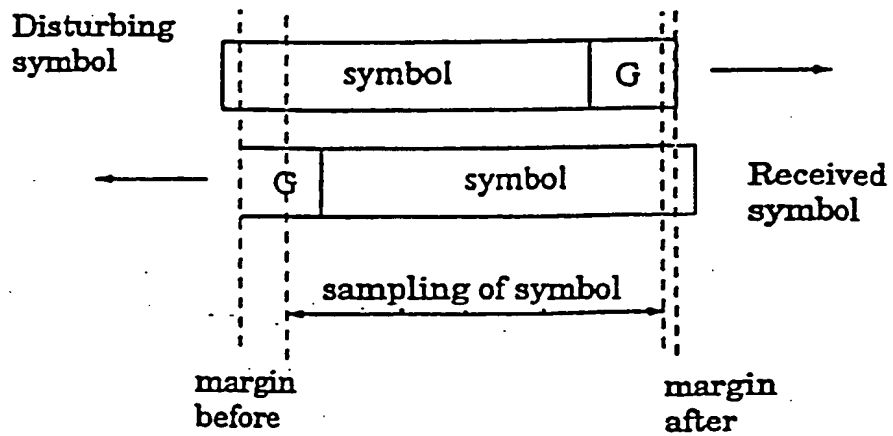 Disturbing
symbol
symbol
G
G
symbol
Received
symbol
sampling of symbol
margin
before
margin
after